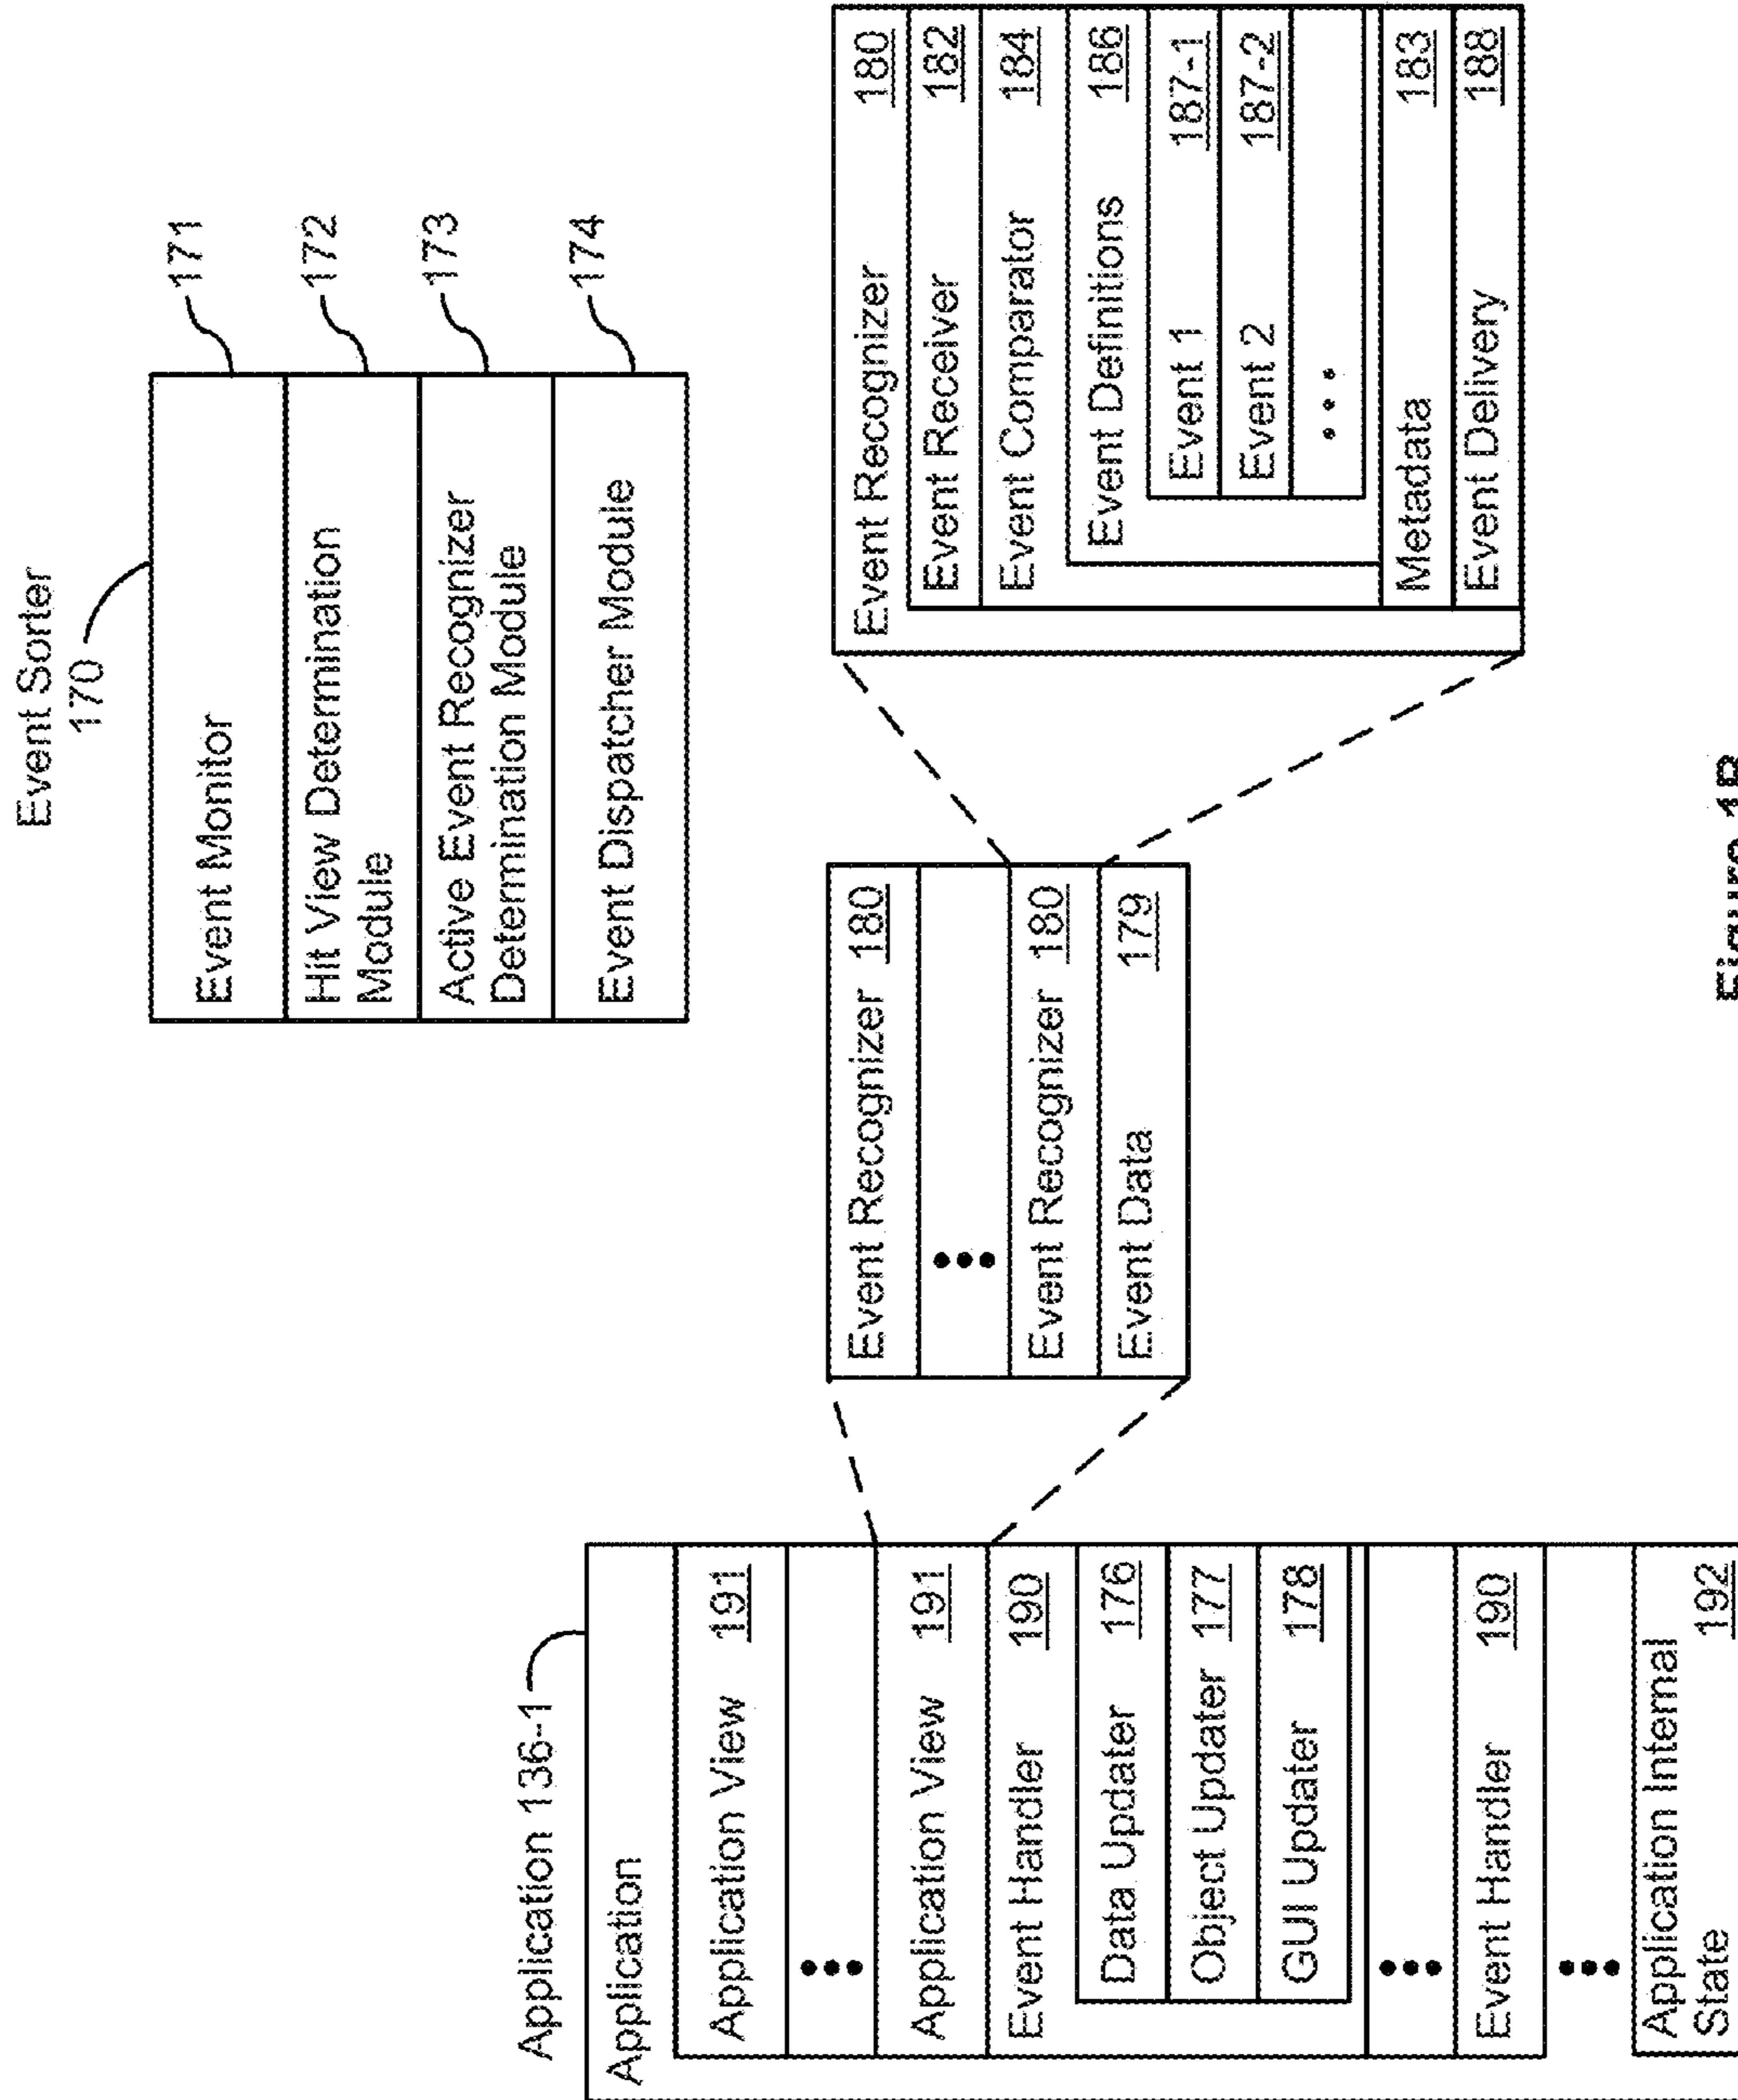 Event Sorter
170
Event Monitor
171
Hit View Determination
Module
172
Active Event Recognizer
Determination Module
173
Event Dispatcher Module
174
Application 136-1
Application
Application View 191
•••
Application View 191
Event Handler 190
Data Updater 176
Object Updater 177
GUI Updater 178
•••
Event Handler 190
•••
Application Internal
State 192
Event Recognizer 180
•••
Event Recognizer 180
Event Data 179
Event Recognizer 180
Event Receiver 182
Event Comparator 184
Event Definitions 186
Event 1 187-1
Event 2 187-2
•••
Metadata 183
Event Delivery 188
Figure 1B